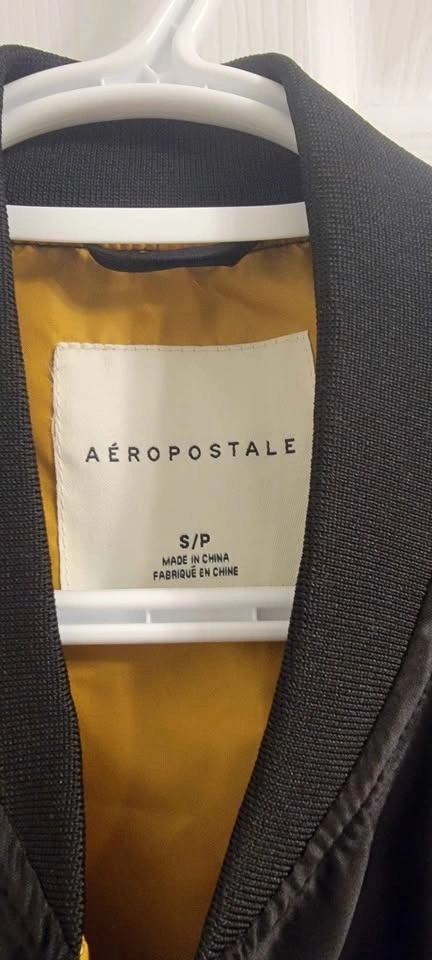 AÉROPOSTALE
S/P
MADE IN CHINA
FABRIQUÉ EN CHINE